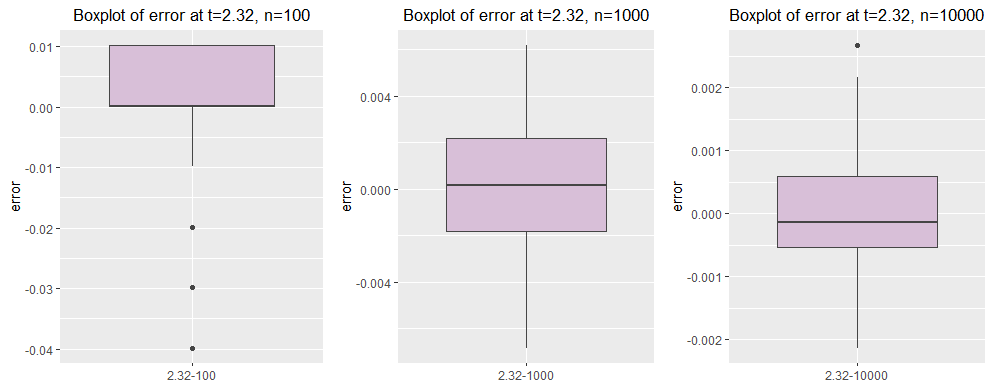 Boxplot of error at t=2.32, n=100
0.01
0.00
-0.01
-0.02
-0.03
-0.04
error
2.32-100
Boxplot of error at t=2.32, n=1000
0.004
0.000
-0.004
error
2.32-1000
Boxplot of error at t=2.32, n=10000
0.002
0.001
0.000
-0.001
-0.002
error
2.32-10000